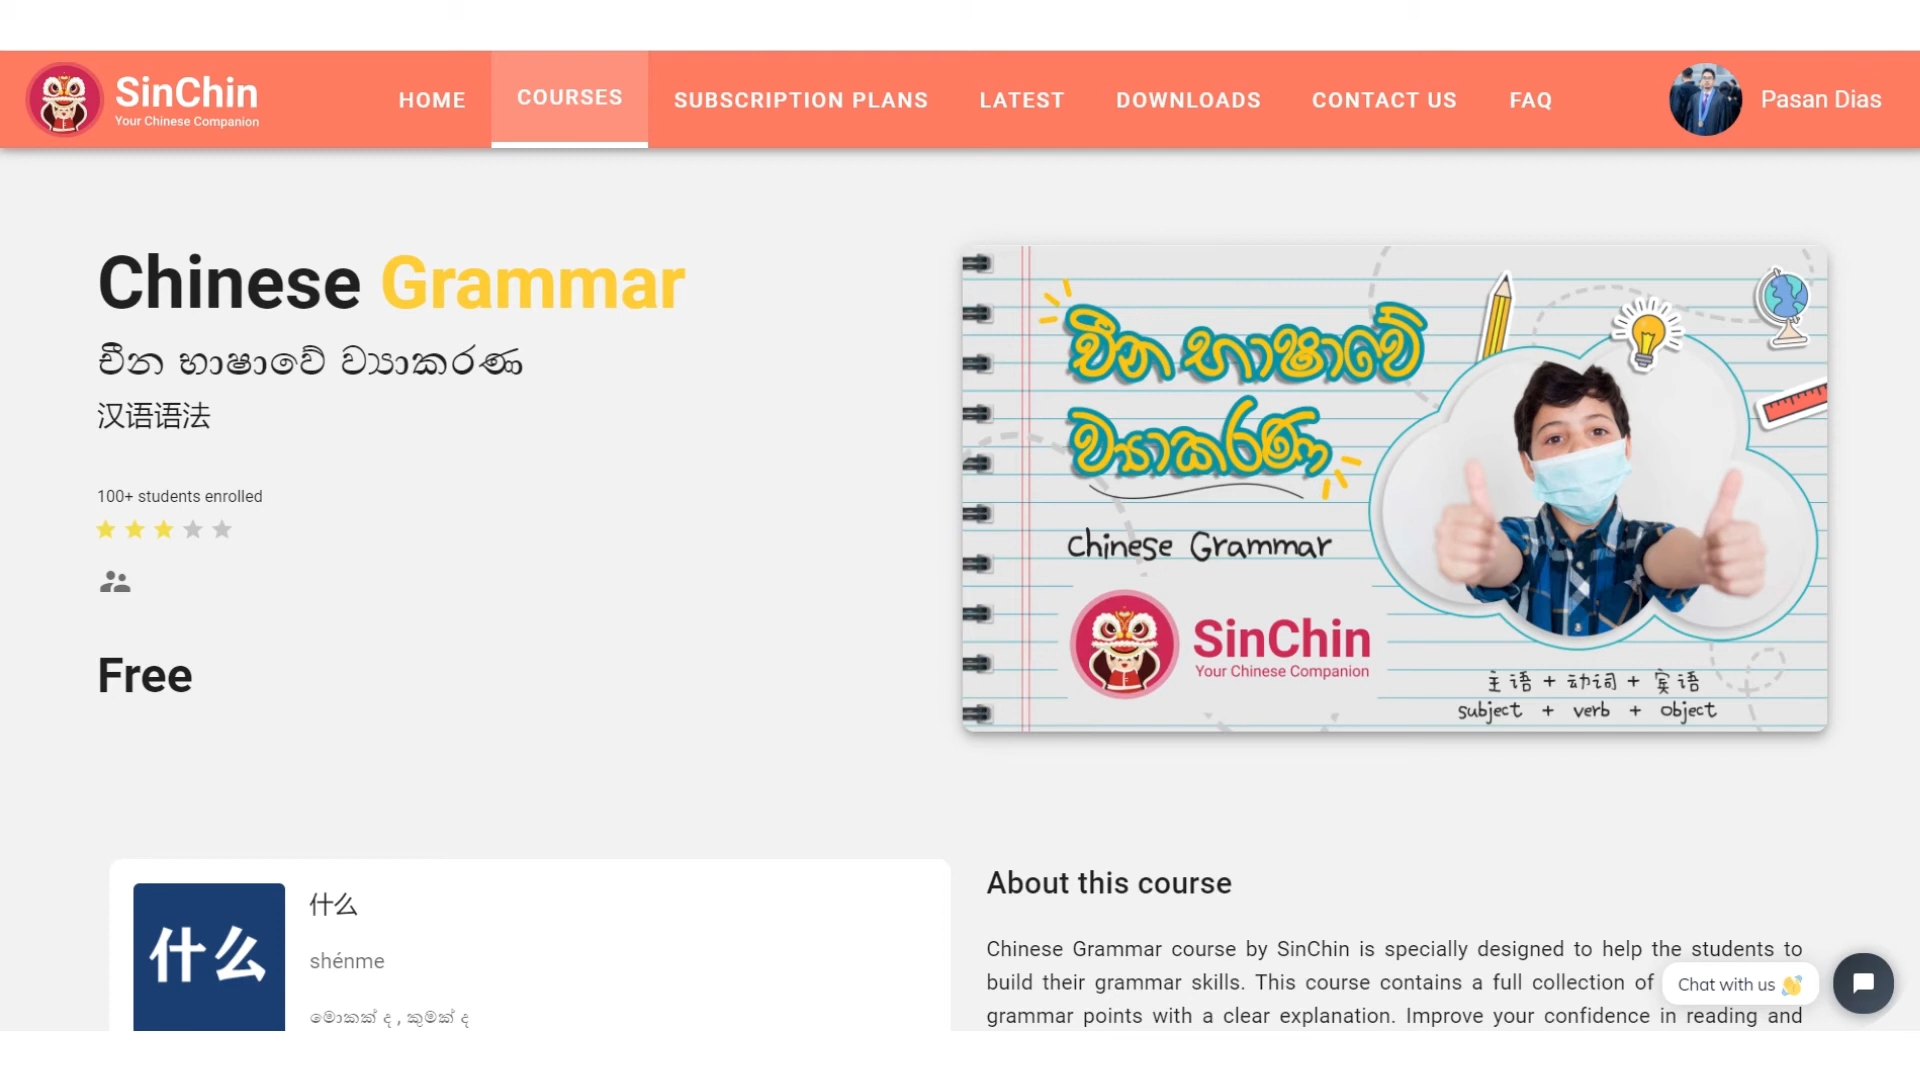 SinChin
Your Chinese Companion
HOME
COURSES
SUBSCRIPTION PLANS
LATEST
DOWNLOADS
CONTACT US
FAQ
Pasan Dias
Chinese Grammar
චීන භාෂාවේ ව්‍යාකරණ
汉语语法
100+ students enrolled
Free
චීන භාෂාවේ
ව්‍යාකරණ
Chinese Grammar
SinChin
Your Chinese Companion
主语 + 动词 + 宾语
subject + verb + object
什么
什么
shénme
මොකක් ද , කුමක් ද
About this course
Chinese Grammar course by SinChin is specially designed to help the students to
build their grammar skills. This course contains a full collection of
grammar points with a clear explanation. Improve your confidence in reading and
Chat with us 👋